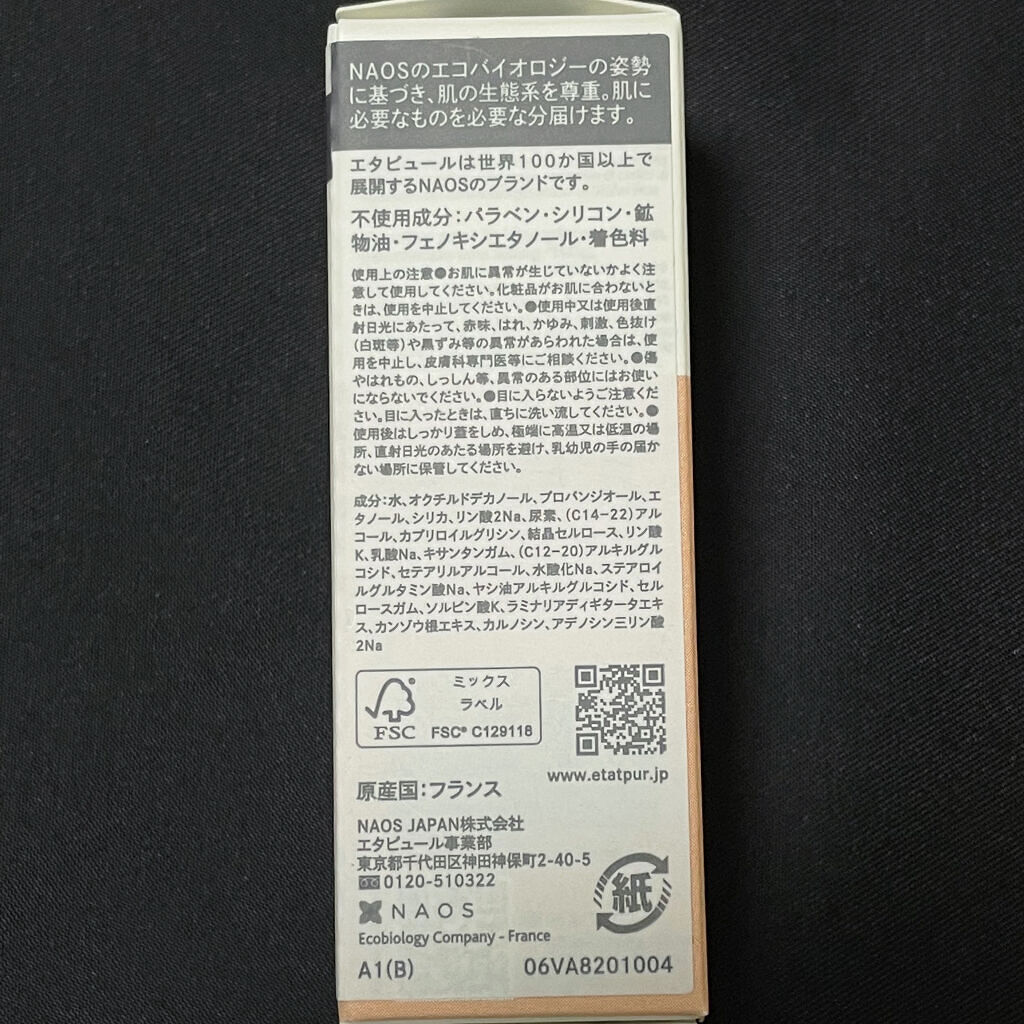 NAOSのエコバイオロジーの姿勢
に基づき、肌の生態系を尊重。肌に
必要なものを必要な分届けます。
エタピュールは世界100か国以上で
展開するNAOSのブランドです。
不使用成分：パラベン・シリコン・鉱
物油・フェノキシエタノール・着色料
使用上の注意●お肌に異常が生じていないかよく注
意して使用してください。化粧品がお肌に合わないと
きは、使用を中止してください。●使用中又は使用後直
射日光にあたって、赤味、はれ、かゆみ、刺激、色抜け
（白斑等）や黒ずみ等の異常があらわれた場合は、使
用を中止し、皮膚科専門医等にご相談ください。●傷
やはれもの、しっしん等、異常のある部位にはお使い
にならないでください。●目に入らないようご注意くだ
さい。目に入ったときは、直ちに洗い流してください。●
使用後はしっかり蓋をしめ、極端に高温又は低温の場
所、直射日光のあたる場所を避け、乳幼児の手の届か
ない場所に保管してください。
成分：水、オクチルドデカノール、プロパンジオール、エ
タノール、シリカ、リン酸2Na、尿素、（C14-22）アル
コール、カプリロイルグリシン、結晶セルロース、リン酸
K、乳酸Na、キサンタンガム、（C12-20）アルキルグル
コシド、セテアリルアルコール、水酸化Na、ステアロイ
ルグルタミン酸Na、ヤシ油アルキルグルコシド、セル
ロースガム、ソルビン酸K、ラミナリアディギタータエキ
ス、カンゾウ根エキス、カルノシン、アデノシン三リン酸
2Na
ミックス
ラベル
FSC
FSC® C129118
www.etatpur.jp
原産国：フランス
NAOS JAPAN株式会社
エタピュール事業部
東京都千代田区神田神保町2-40-5
0120-510322
紙
NAOS
Ecobiology Company - France
A1(B)
06VA8201004